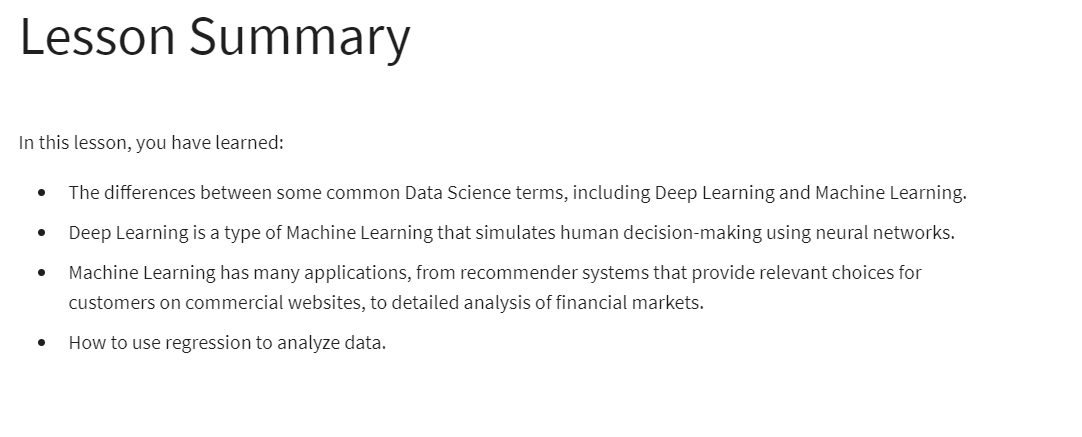 Lesson Summary
In this lesson, you have learned:
• The differences between some common Data Science terms, including Deep Learning and Machine Learning.
• Deep Learning is a type of Machine Learning that simulates human decision-making using neural networks.
• Machine Learning has many applications, from recommender systems that provide relevant choices for
customers on commercial websites, to detailed analysis of financial markets.
• How to use regression to analyze data.